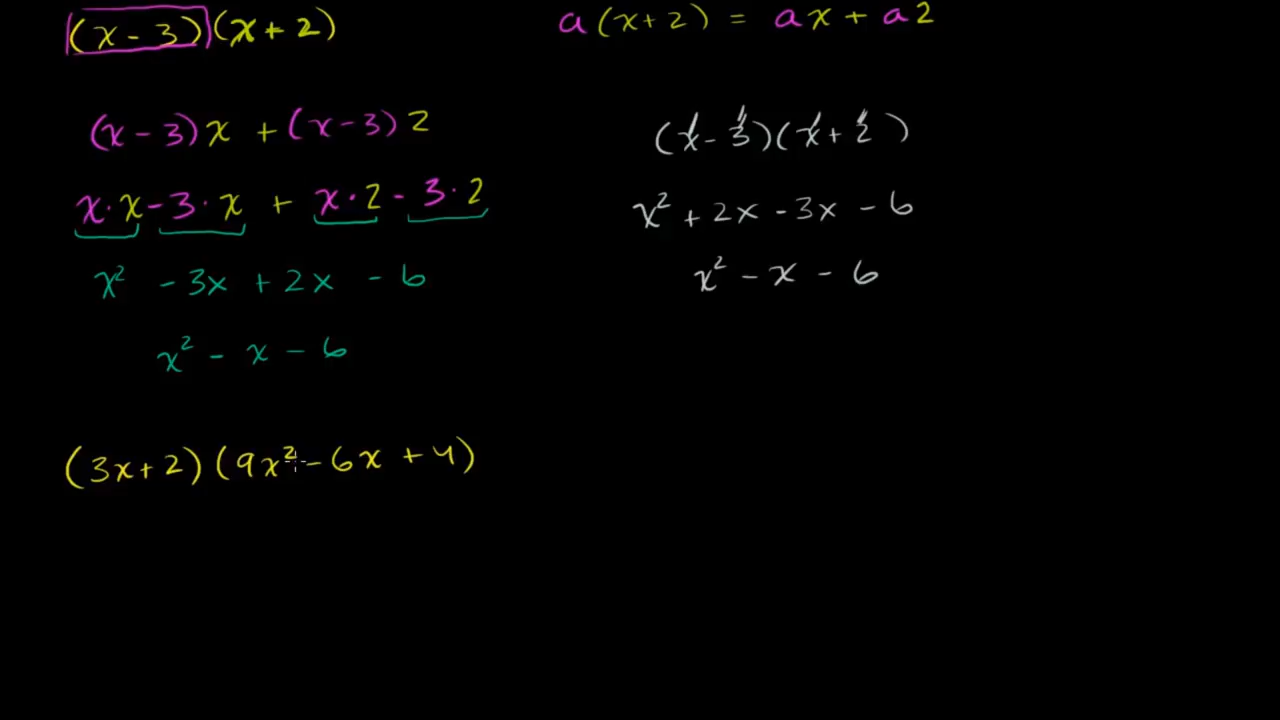 (x - 3)(x + 2)
a(x + 2) = ax + a2
(x - 3)x + (x - 3)2
(x - 3)(x + 2)
x · x - 3 · x + x · 2 - 3 · 2
x² + 2x - 3x - 6
x² - 3x + 2x - 6
x² - x - 6
x² - x - 6
(3x + 2)(9x² - 6x + 4)